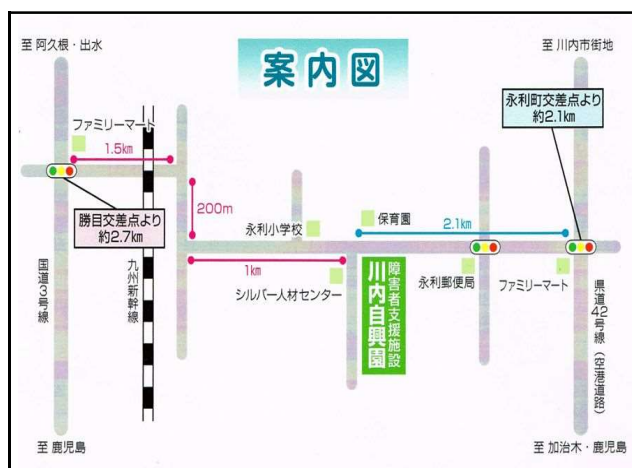 案内図
至 阿久根・出水
至 川内市街地
永利町交差点より
約2.1km
ファミリーマート
1.5km
勝目交差点より
約2.7km
200m
永利小学校
保育園
2.1km
1km
シルバー人材センター
永利郵便局
ファミリーマート
国道3号線
九州新幹線
障害者支援施設
川内自興園
県道42号線(空港道路)
至 鹿児島
至 加治木・鹿児島